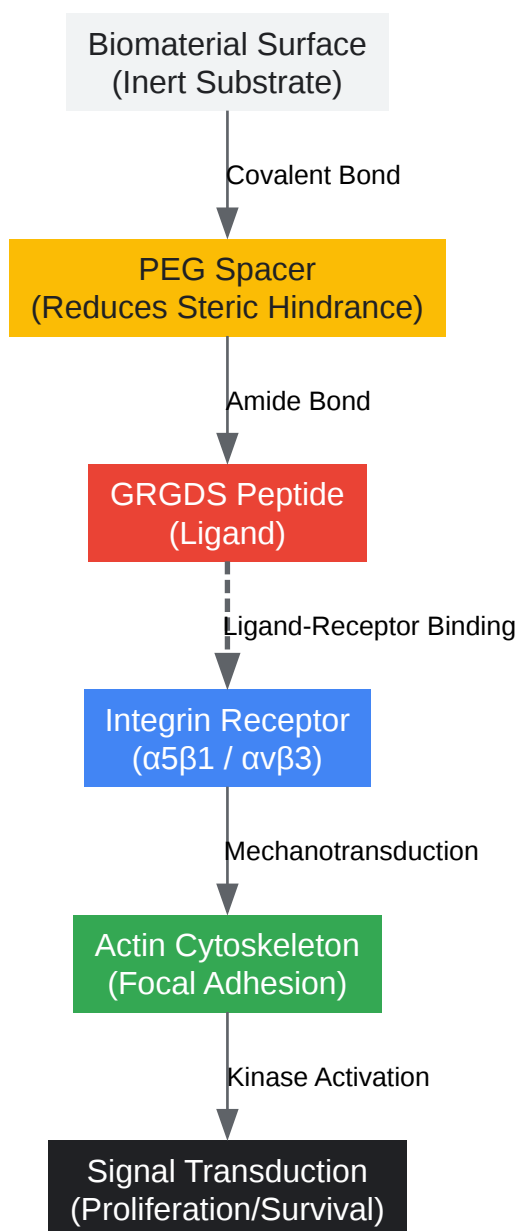 Biomaterial Surface
(Inert Substrate)
Covalent Bond
PEG Spacer
(Reduces Steric Hindrance)
Amide Bond
GRGDS Peptide
(Ligand)
Ligand-Receptor Binding
Integrin Receptor
(α5β1 / αvβ3)
Mechanotransduction
Actin Cytoskeleton
(Focal Adhesion)
Kinase Activation
Signal Transduction
(Proliferation/Survival)